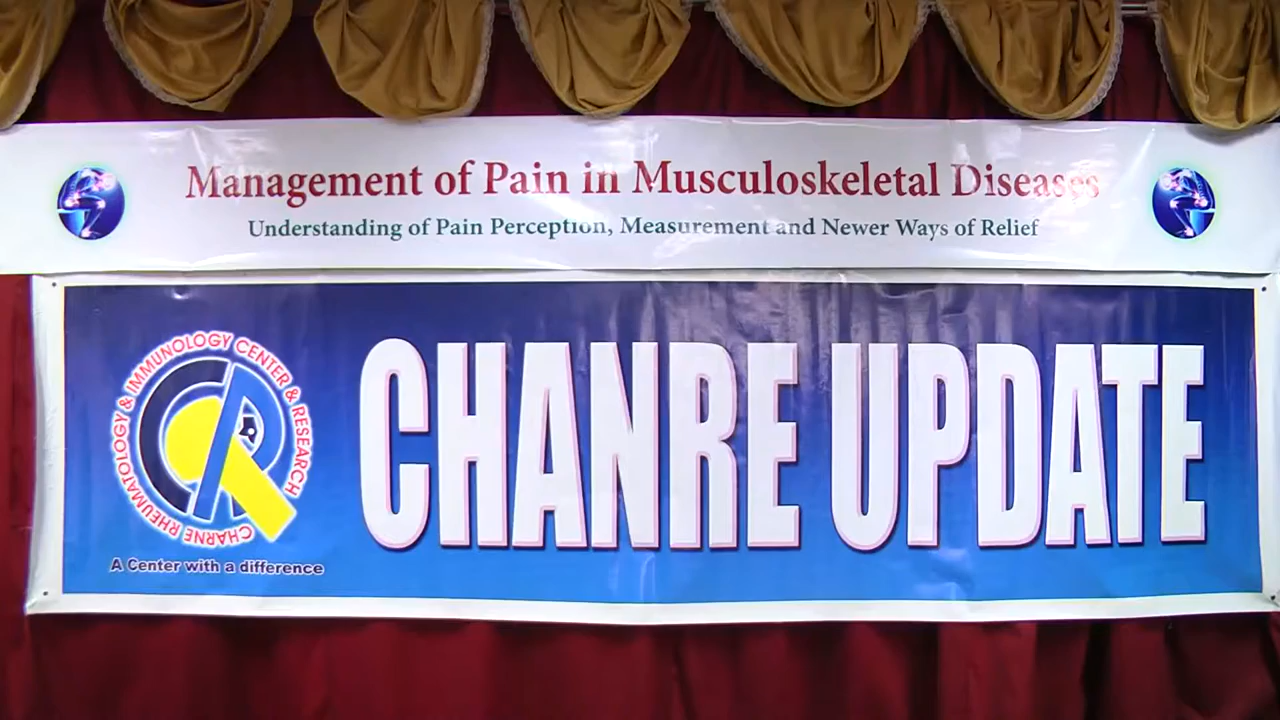 Management of Pain in Musculoskeletal Diseases
Understanding of Pain Perception, Measurement and Newer Ways of Relief
CHARNE RHEUMATOLOGY & IMMUNOLOGY CENTER & RESEARCH
CHANRE UPDATE
A Center with a difference